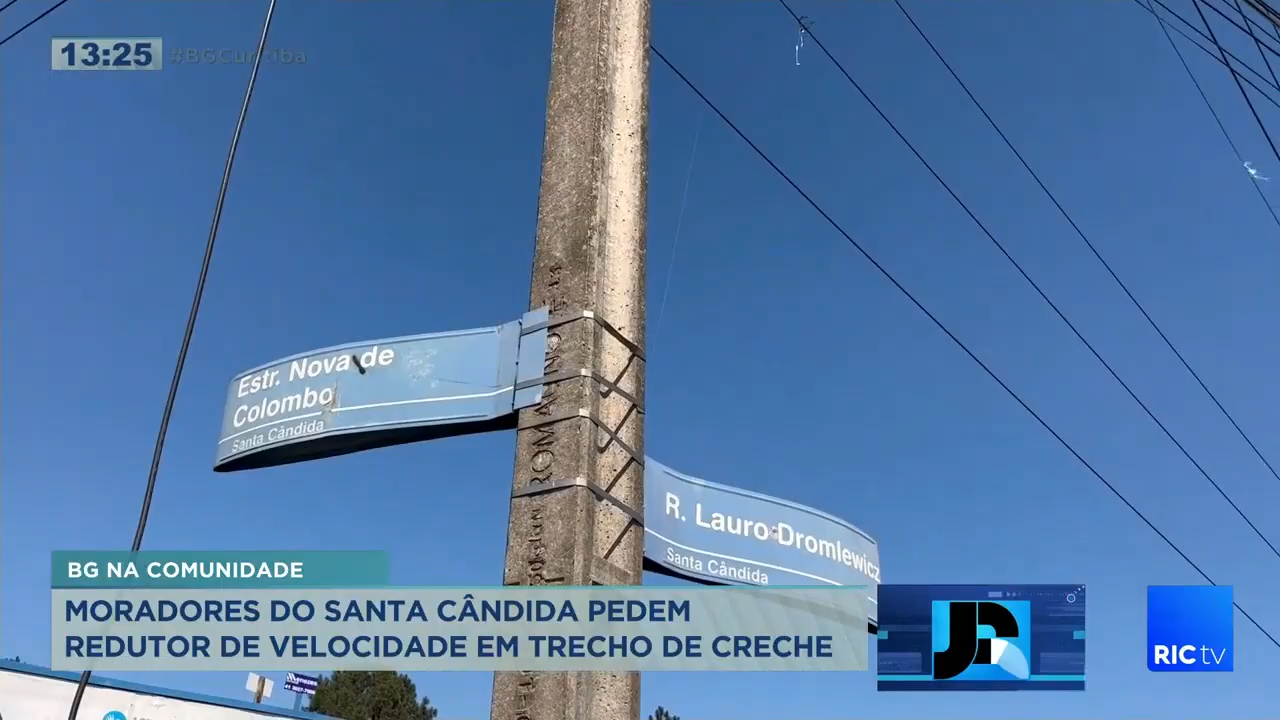 13:25 #BGCuritiba
Estr. Nova de
Colombo
Santa Cândida
R. Lauro Dromlewicz
Santa Cândida
BG NA COMUNIDADE
MORADORES DO SANTA CÂNDIDA PEDEM
REDUTOR DE VELOCIDADE EM TRECHO DE CRECHE
JR
RIC tv